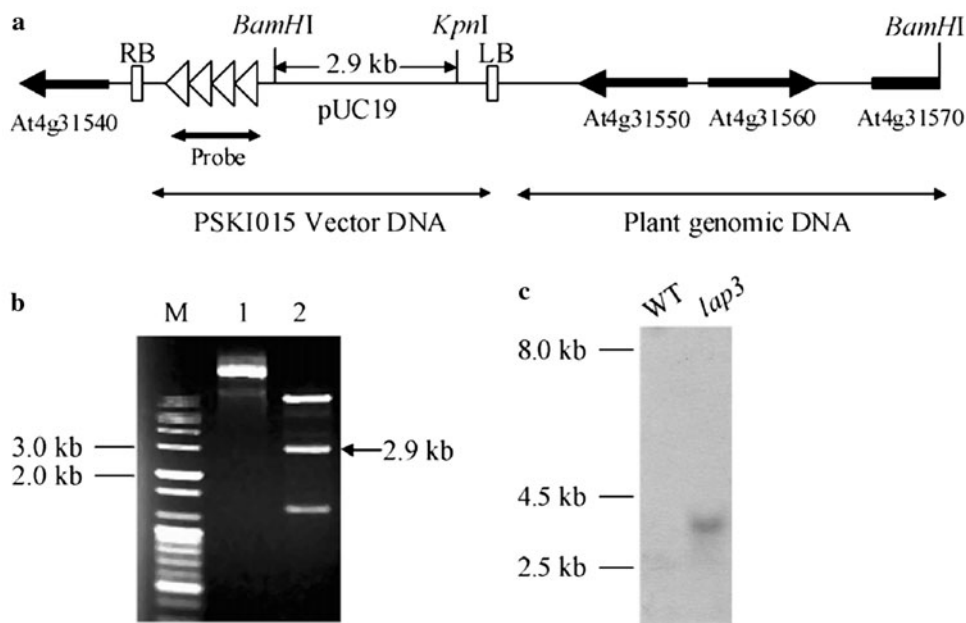 a
BamHI
KpnI
BamHI
RB
LB
2.9 kb
pUC19
At4g31540
At4g31550
At4g31560
At4g31570
Probe
PSKI015 Vector DNA
Plant genomic DNA
b
M 1 2
3.0 kb
2.9 kb
2.0 kb
c
WT
lap3
8.0 kb
4.5 kb
2.5 kb